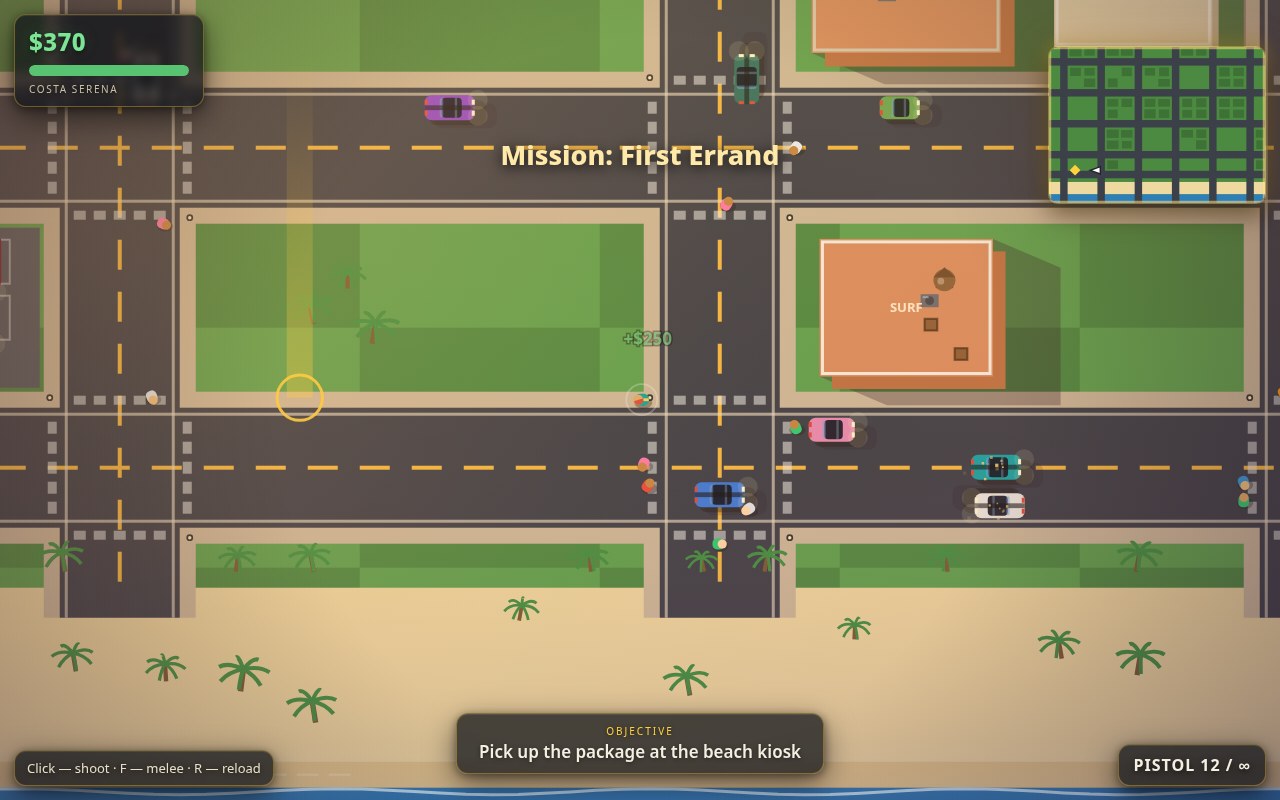 $370
COSTA SERENA
Mission: First Errand
SURF
+$250
OBJECTIVE
Pick up the package at the beach kiosk
Click — shoot · F — melee · R — reload
PISTOL 12 / ∞